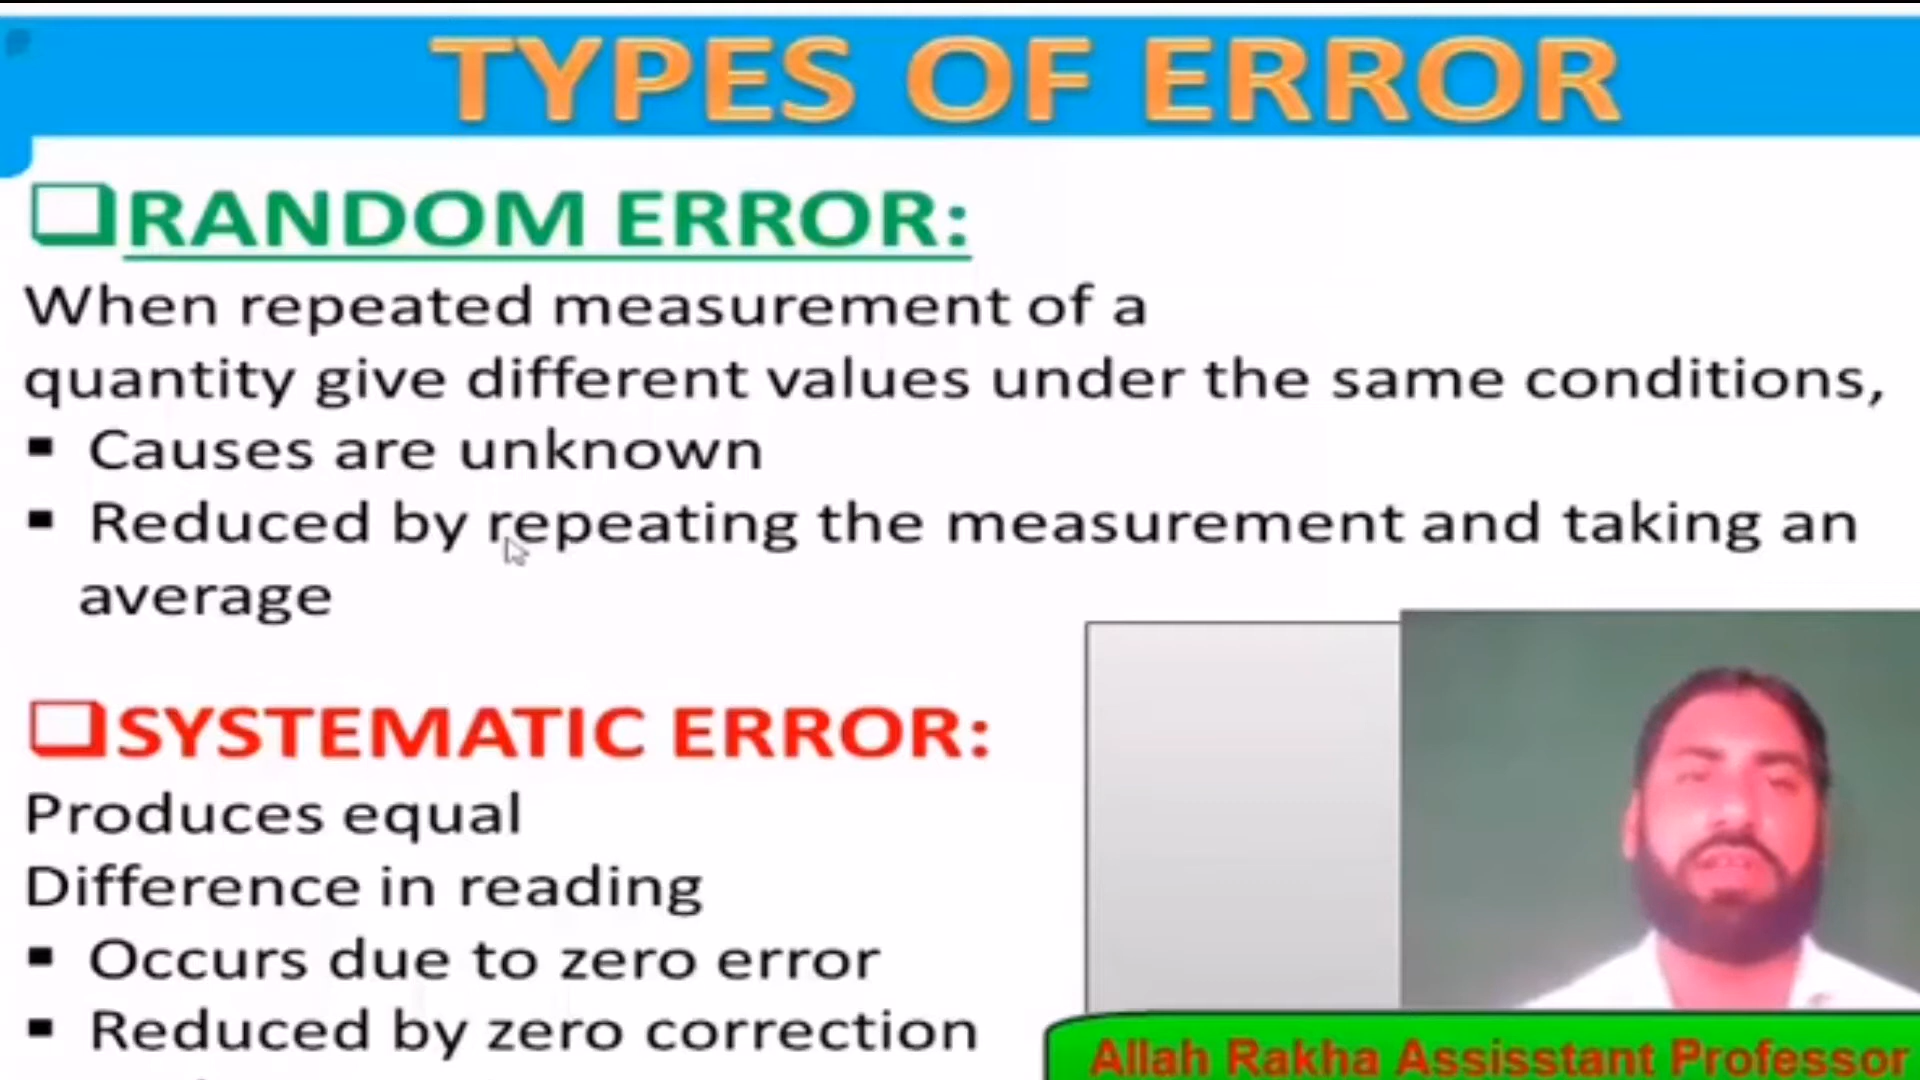 TYPES OF ERROR
RANDOM ERROR:
When repeated measurement of a
quantity give different values under the same conditions,
▪ Causes are unknown
▪ Reduced by repeating the measurement and taking an
average
SYSTEMATIC ERROR:
Produces equal
Difference in reading
▪ Occurs due to zero error
▪ Reduced by zero correction
Allah Rakha Assisstant Professor